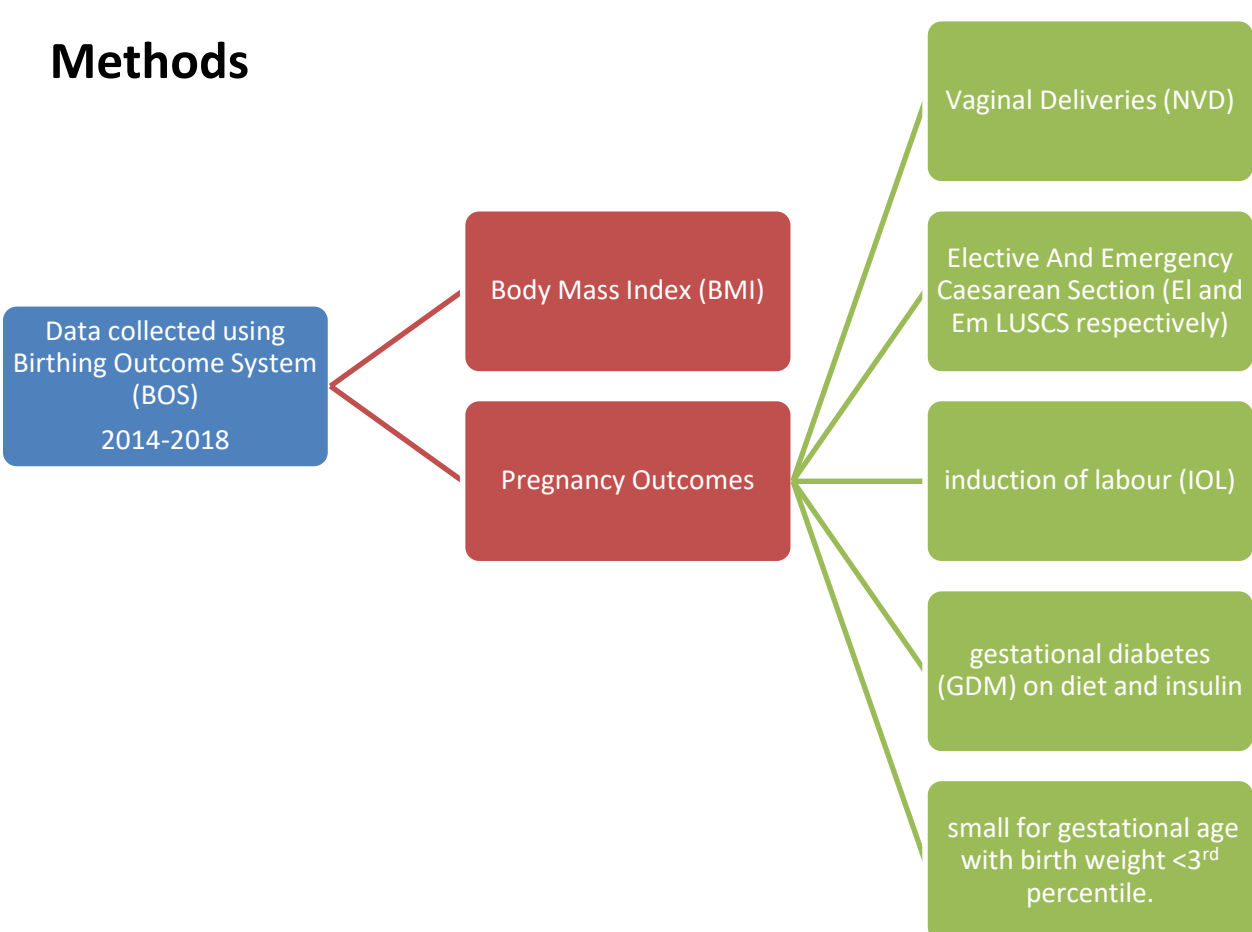 Methods
Data collected using
Birthing Outcome System
(BOS)
2014-2018
Body Mass Index (BMI)
Pregnancy Outcomes
Vaginal Deliveries (NVD)
Elective And Emergency
Caesarean Section (El and
Em LUSCS respectively)
induction of labour (IOL)
gestational diabetes
(GDM) on diet and insulin
small for gestational age
with birth weight <3rd
percentile.